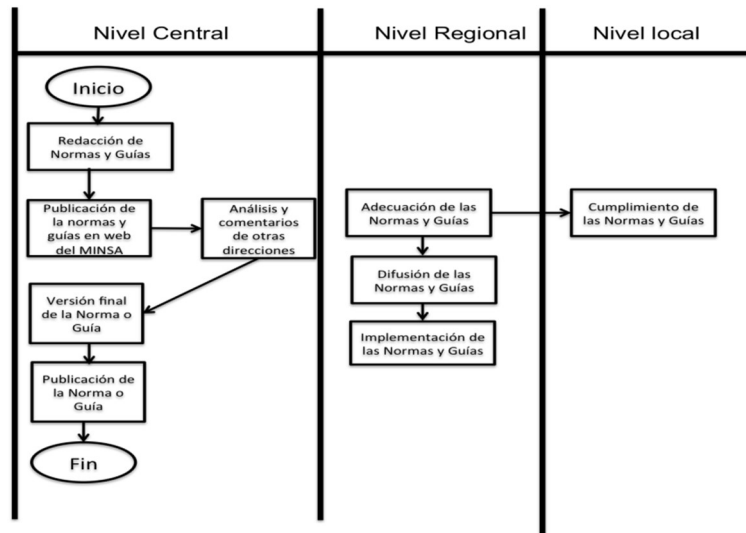 Nivel Central
Nivel Regional
Nivel local
Inicio
Redacción de
Normas y Guías
Publicación de
la normas y
guías en web
del MINSA
Análisis y
comentarios
de otras
direcciones
Versión final
de la Norma o
Guía
Publicación de
la Norma o
Guía
Fin
Adecuación de las
Normas y Guías
Difusión de las
Normas y Guías
Implementación de
las Normas y Guías
Cumplimiento de
las Normas y Guías